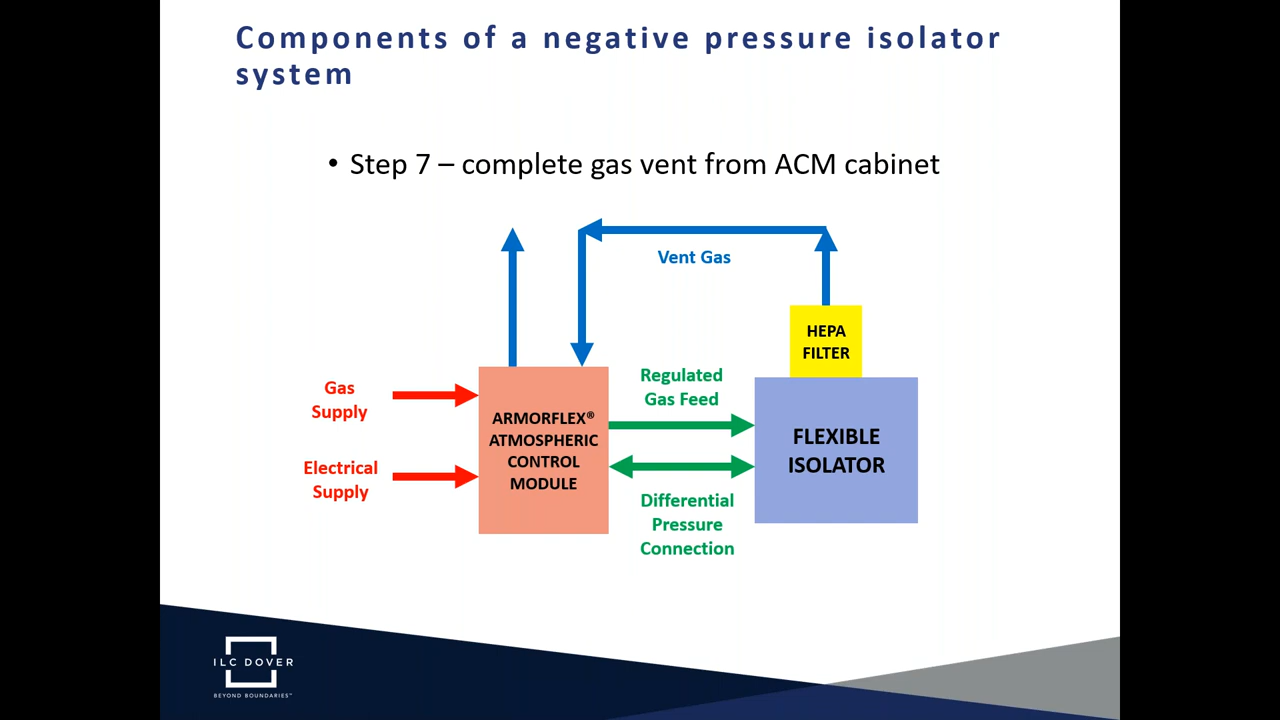 Components of a negative pressure isolator
system
• Step 7 – complete gas vent from ACM cabinet
Vent Gas
HEPA
FILTER
Gas
Supply
Electrical
Supply
ARMORFLEX®
ATMOSPHERIC
CONTROL
MODULE
Regulated
Gas Feed
Differential
Pressure
Connection
FLEXIBLE
ISOLATOR
ILC DOVER
BEYOND BOUNDARIES™